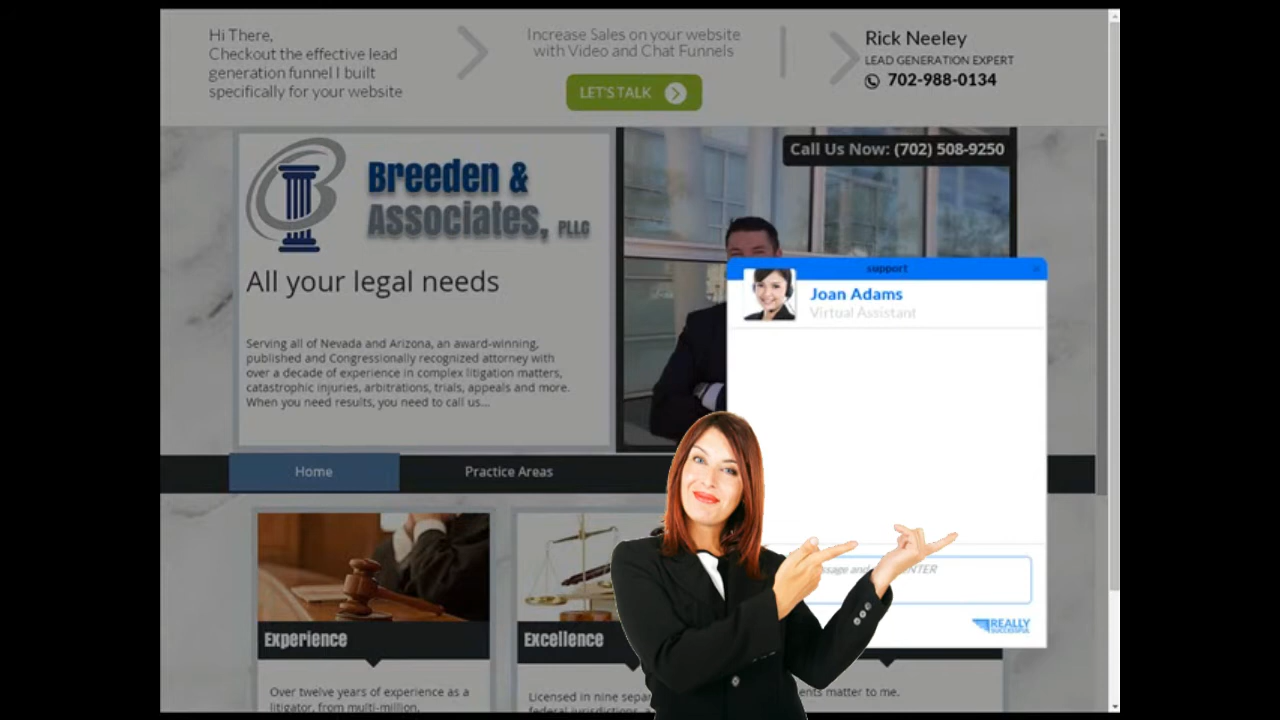 Hi There,
Checkout the effective lead
generation funnel I built
specifically for your website
Increase Sales on your website
with Video and Chat Funnels
LET'S TALK
Rick Neeley
LEAD GENERATION EXPERT
702-988-0134
Breeden &
Associates, PLLC
All your legal needs
Serving all of Nevada and Arizona, an award-winning,
published and Congressionally recognized attorney with
over a decade of experience in complex litigation matters,
catastrophic injuries, arbitrations, trials, appeals and more.
When you need results, you need to call us...
Call Us Now: (702) 508-9250
support
Joan Adams
Virtual Assistant
ENTER
REALLY
SUCCESSFUL
Home
Practice Areas
Experience
Excellence
Over twelve years of experience as a
litigator, from multi-million,
Licensed in nine
federal jurisdictions,
matter to me.